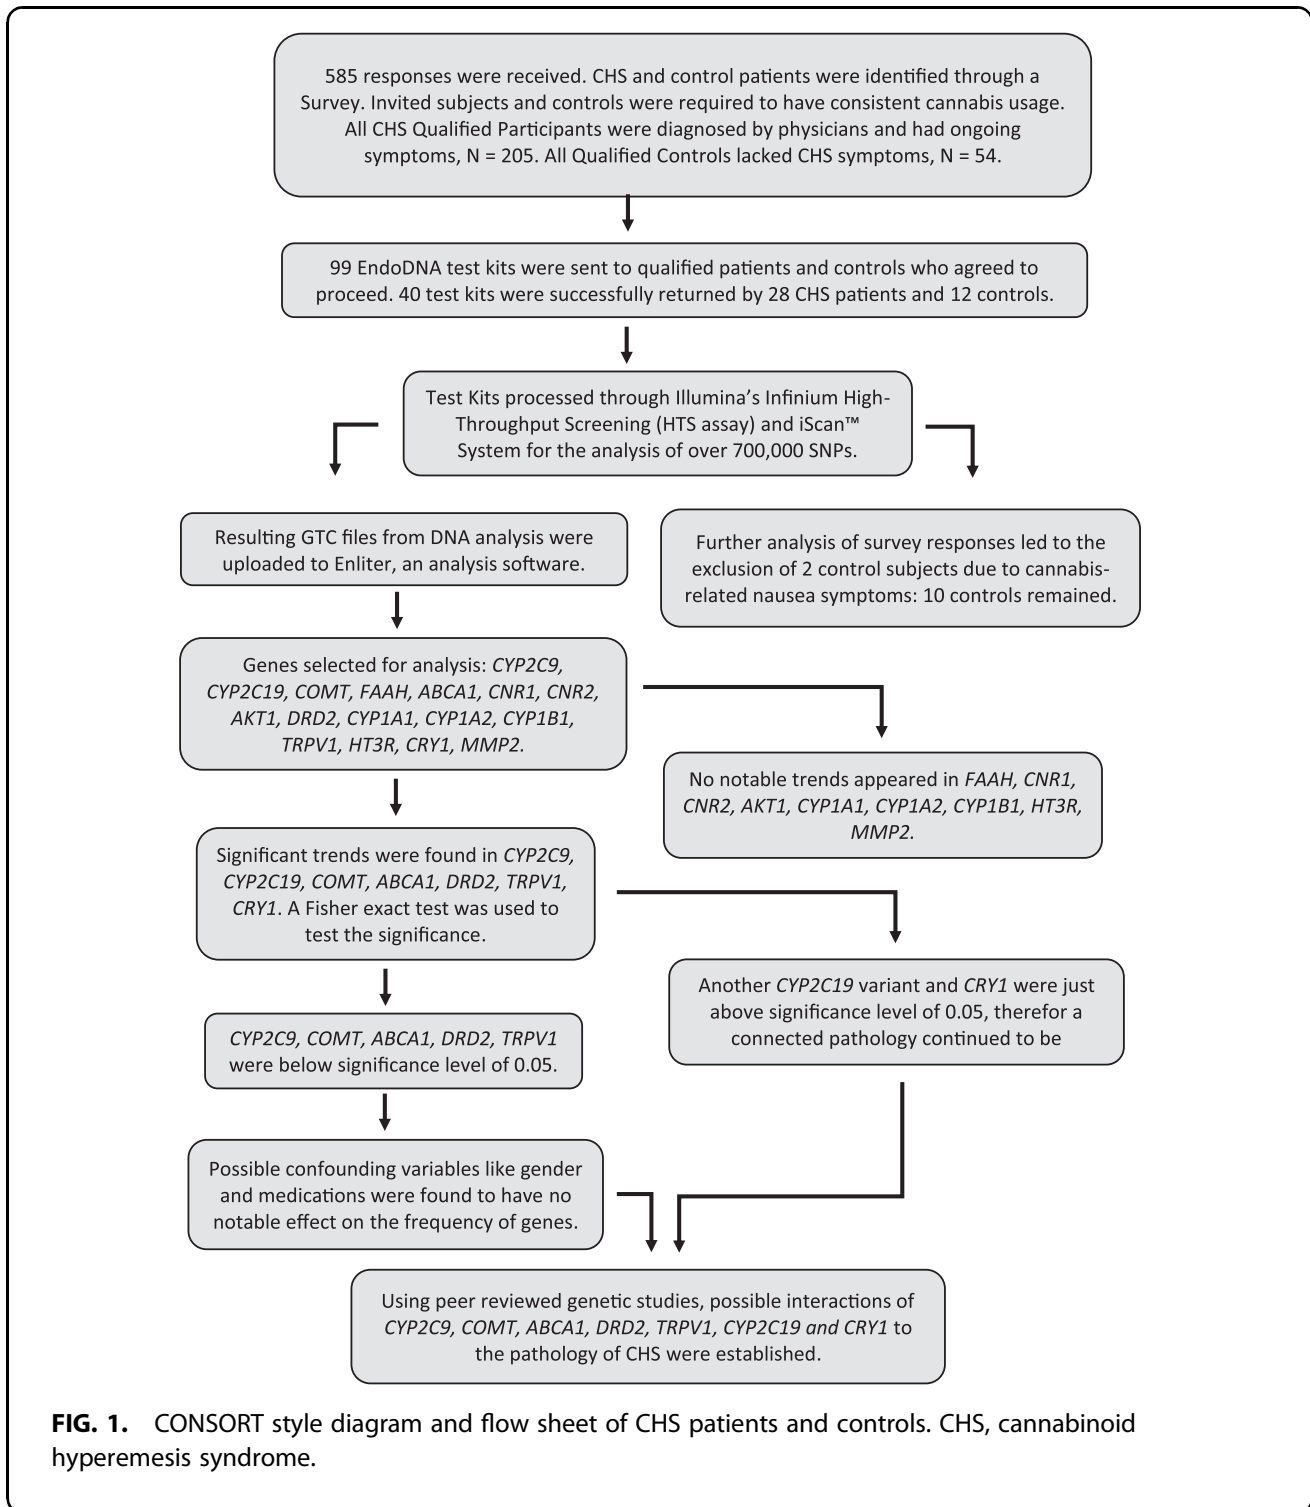 585 responses were received. CHS and control patients were identified through a
Survey. Invited subjects and controls were required to have consistent cannabis usage.
All CHS Qualified Participants were diagnosed by physicians and had ongoing
symptoms, N = 205. All Qualified Controls lacked CHS symptoms, N = 54.
99 EndoDNA test kits were sent to qualified patients and controls who agreed to
proceed. 40 test kits were successfully returned by 28 CHS patients and 12 controls.
Test Kits processed through Illumina’s Infinium High-
Throughput Screening (HTS assay) and iScan™
System for the analysis of over 700,000 SNPs.
Resulting GTC files from DNA analysis were
uploaded to Enliter, an analysis software.
Further analysis of survey responses led to the
exclusion of 2 control subjects due to cannabis-
related nausea symptoms: 10 controls remained.
Genes selected for analysis: CYP2C9,
CYP2C19, COMT, FAAH, ABCA1, CNR1, CNR2,
AKT1, DRD2, CYP1A1, CYP1A2, CYP1B1,
TRPV1, HT3R, CRY1, MMP2.
No notable trends appeared in FAAH, CNR1,
CNR2, AKT1, CYP1A1, CYP1A2, CYP1B1, HT3R,
MMP2.
Significant trends were found in CYP2C9,
CYP2C19, COMT, ABCA1, DRD2, TRPV1,
CRY1. A Fisher exact test was used to
test the significance.
Another CYP2C19 variant and CRY1 were just
above significance level of 0.05, therefor a
connected pathology continued to be
CYP2C9, COMT, ABCA1, DRD2, TRPV1
were below significance level of 0.05.
Possible confounding variables like gender
and medications were found to have no
notable effect on the frequency of genes.
Using peer reviewed genetic studies, possible interactions of
CYP2C9, COMT, ABCA1, DRD2, TRPV1, CYP2C19 and CRY1 to
the pathology of CHS were established.
FIG. 1. CONSORT style diagram and flow sheet of CHS patients and controls. CHS, cannabinoid
hyperemesis syndrome.